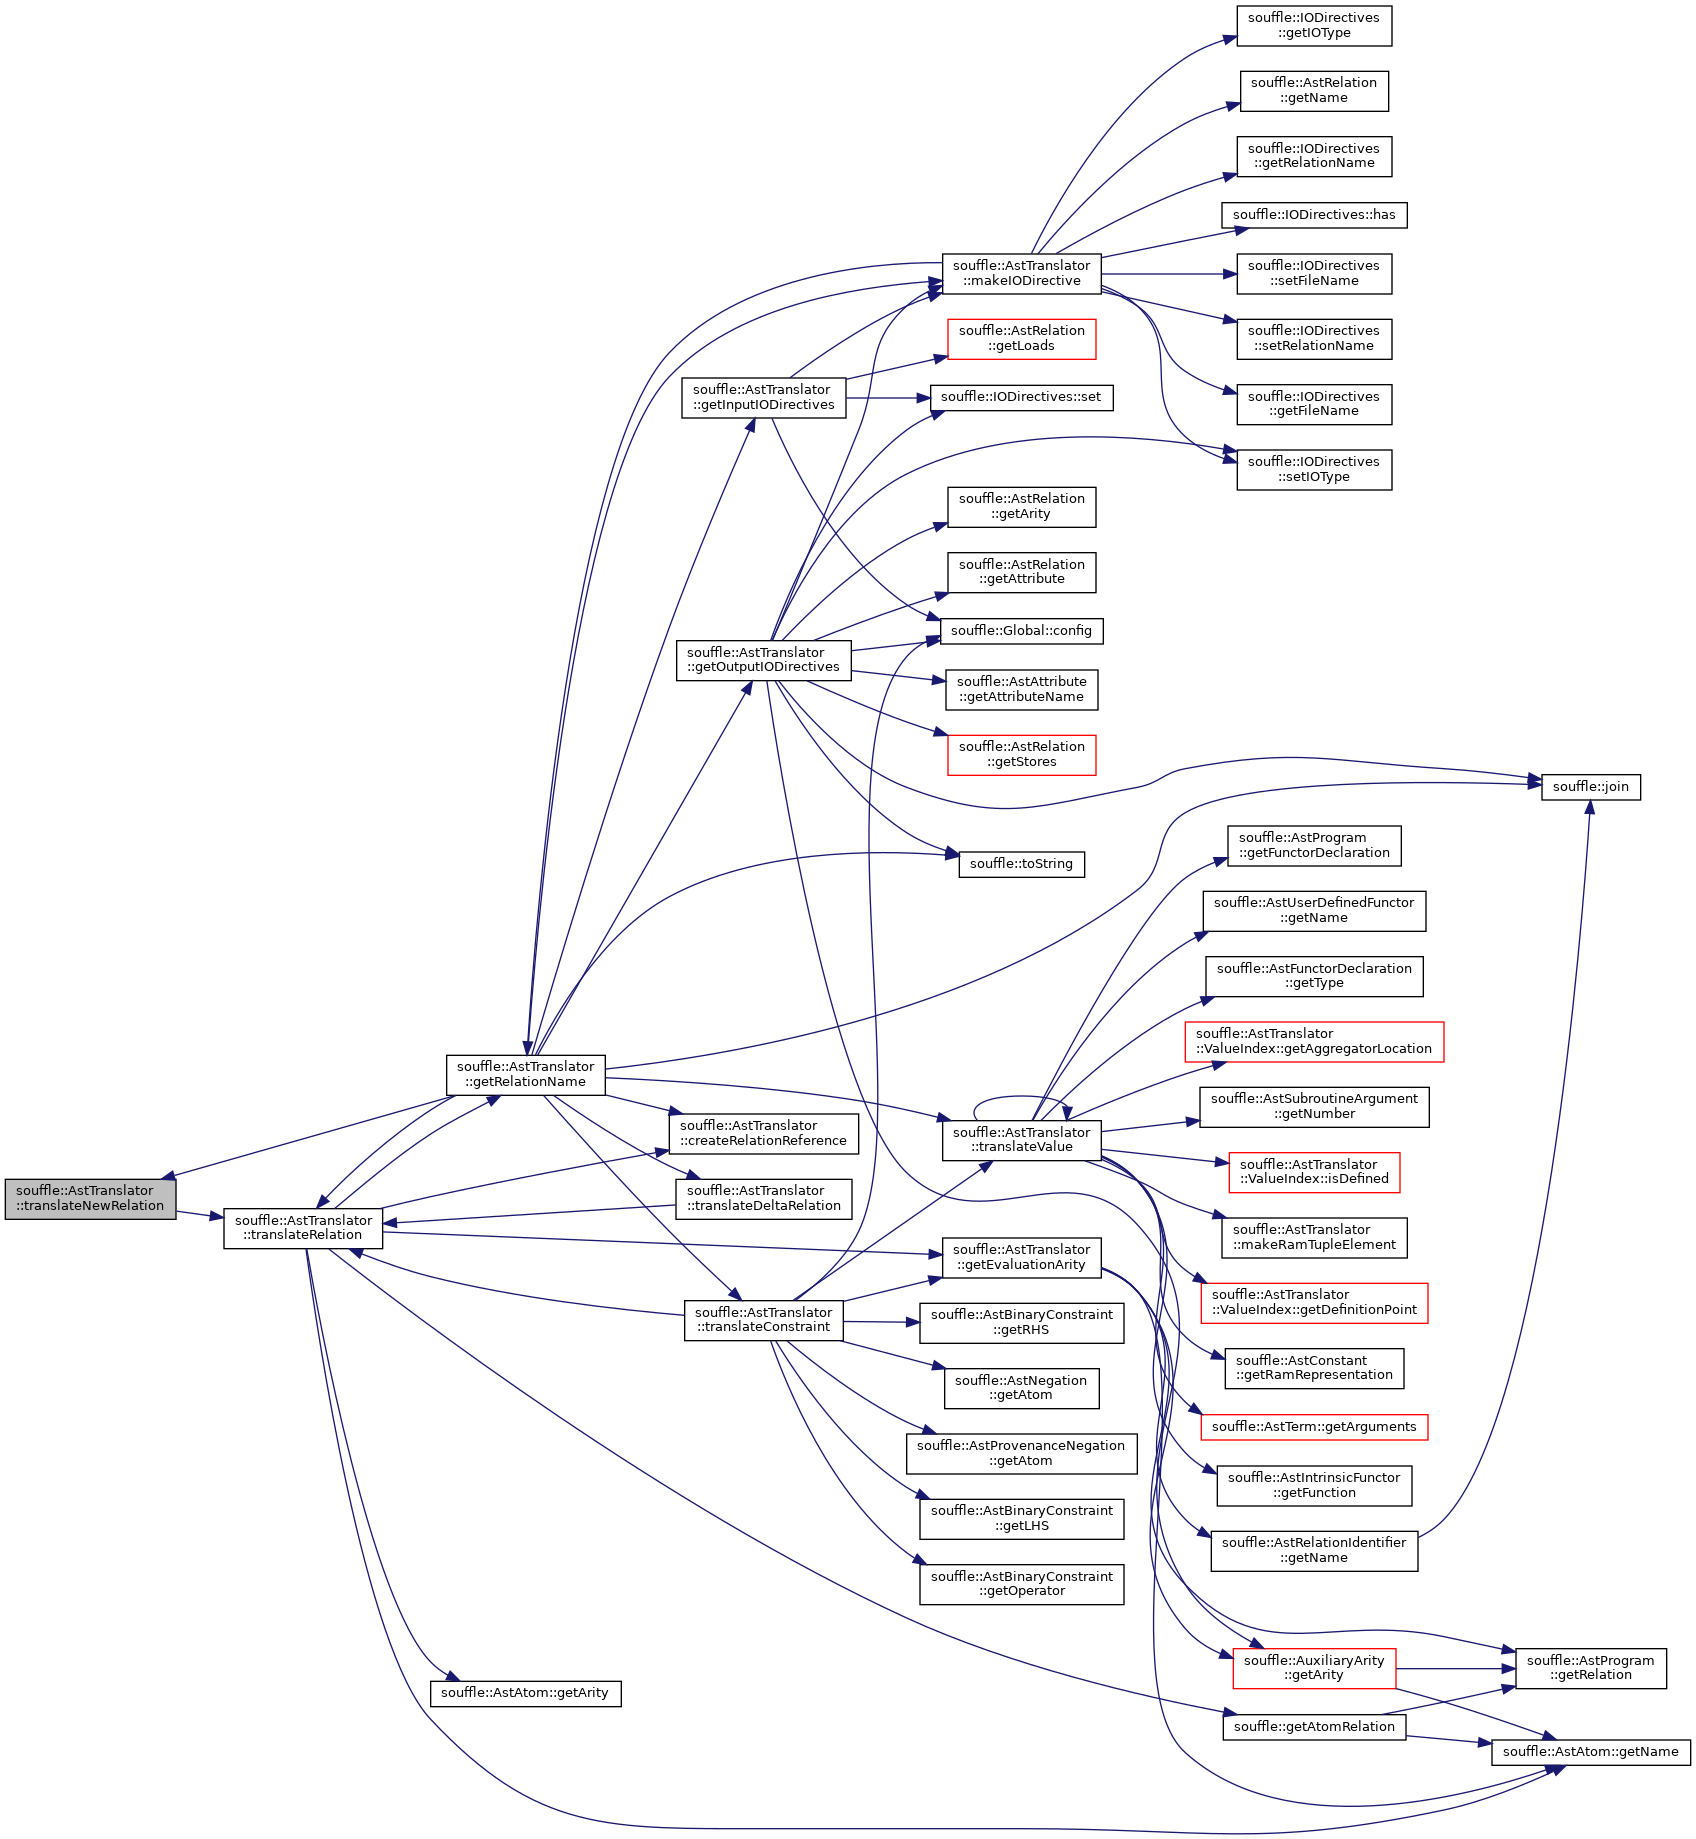 souffle::IODirectives
::getIOType
souffle::AstRelation
::getName
souffle::IODirectives
::getRelationName
souffle::IODirectives::has
souffle::AstTranslator
::makeIODirective
souffle::IODirectives
::setFileName
souffle::AstRelation
::getLoads
souffle::IODirectives
::setRelationName
souffle::AstTranslator
::getInputIODirectives
souffle::IODirectives::set
souffle::IODirectives
::getFileName
souffle::IODirectives
::setIOType
souffle::AstRelation
::getArity
souffle::AstRelation
::getAttribute
souffle::Global::config
souffle::AstTranslator
::getOutputIODirectives
souffle::AstAttribute
::getAttributeName
souffle::AstRelation
::getStores
souffle::join
souffle::AstProgram
::getFunctorDeclaration
souffle::toString
souffle::AstUserDefinedFunctor
::getName
souffle::AstFunctorDeclaration
::getType
souffle::AstTranslator
::ValueIndex::getAggregatorLocation
souffle::AstTranslator
::getRelationName
souffle::AstSubroutineArgument
::getNumber
souffle::AstTranslator
::createRelationReference
souffle::AstTranslator
::translateValue
souffle::AstTranslator
::ValueIndex::isDefined
souffle::AstTranslator
::translateNewRelation
souffle::AstTranslator
::translateDeltaRelation
souffle::AstTranslator
::translateRelation
souffle::AstTranslator
::makeRamTupleElement
souffle::AstTranslator
::getEvaluationArity
souffle::AstTranslator
::ValueIndex::getDefinitionPoint
souffle::AstTranslator
::translateConstraint
souffle::AstBinaryConstraint
::getRHS
souffle::AstConstant
::getRamRepresentation
souffle::AstNegation
::getAtom
souffle::AstTerm::getArguments
souffle::AstProvenanceNegation
::getAtom
souffle::AstIntrinsicFunctor
::getFunction
souffle::AstBinaryConstraint
::getLHS
souffle::AstRelationIdentifier
::getName
souffle::AstBinaryConstraint
::getOperator
souffle::AuxiliaryArity
::getArity
souffle::AstProgram
::getRelation
souffle::AstAtom::getArity
souffle::getAtomRelation
souffle::AstAtom::getName